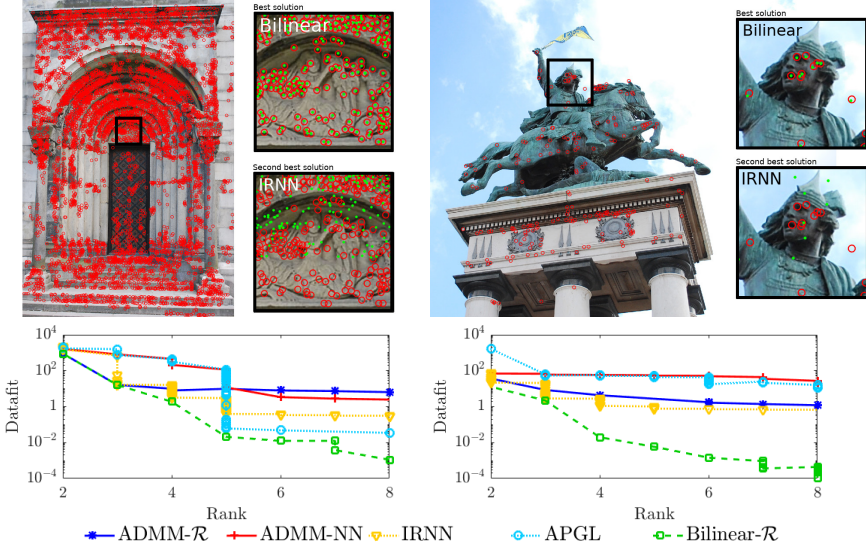 Best solution
Bilinear
Second best solution
IRNN
Best solution
Bilinear
Second best solution
IRNN
10^4
10^2
1
10^−2
10^−4
Datafit
2
4
6
8
Rank
10^4
10^2
1
10^−2
10^−4
Datafit
2
4
6
8
Rank
ADMM-ℛ ADMM-NN IRNN APGL Bilinear-ℛ